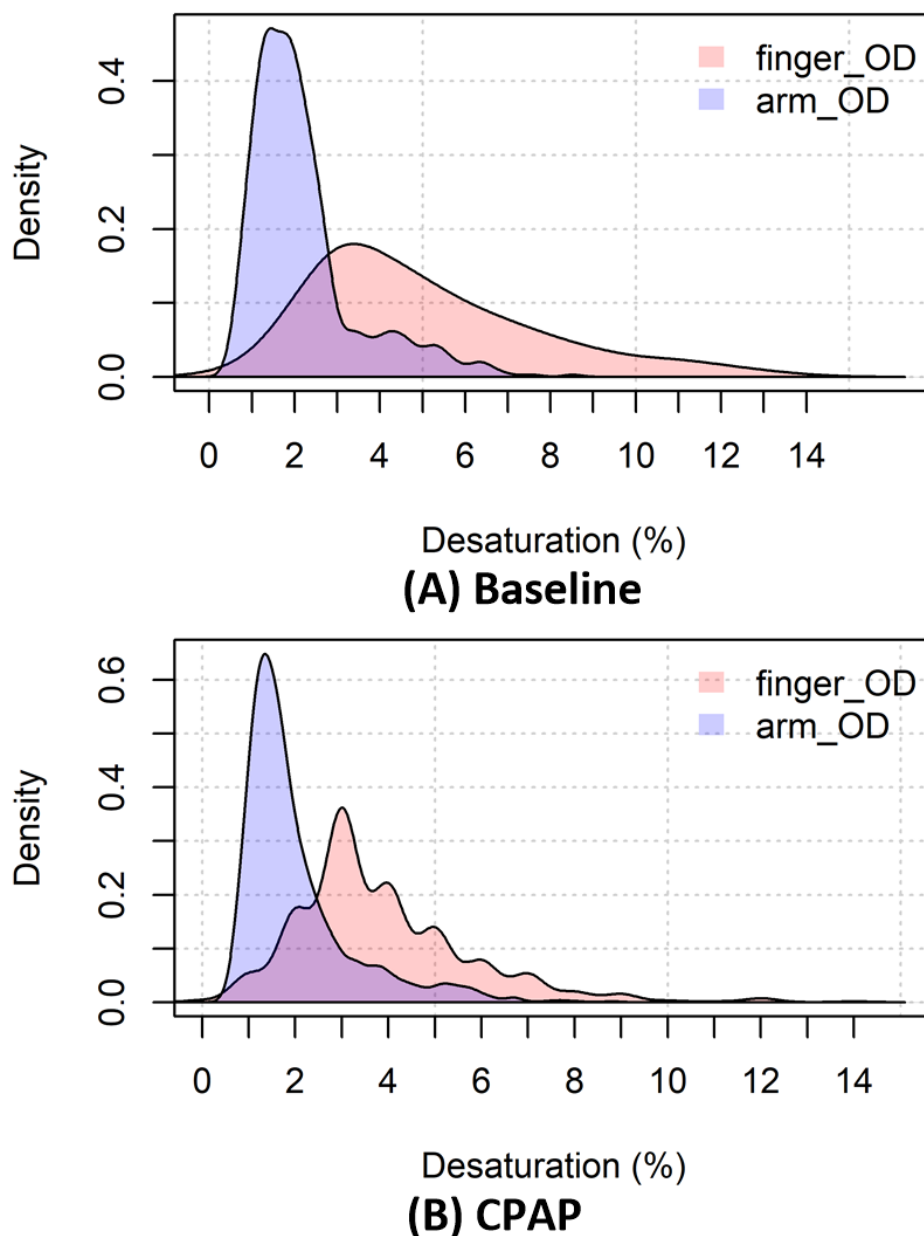 finger_OD
arm_OD
Density
0.0 0.2 0.4
0 2 4 6 8 10 12 14
Desaturation (%)
(A) Baseline
finger_OD
arm_OD
Density
0.0 0.2 0.4 0.6
0 2 4 6 8 10 12 14
Desaturation (%)
(B) CPAP